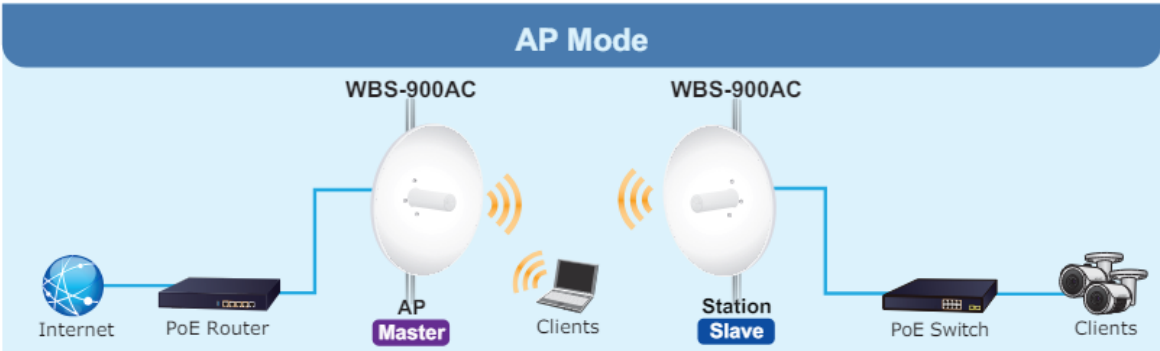 AP Mode
WBS-900AC
WBS-900AC
Internet
PoE Router
AP
Master
Clients
Station
Slave
PoE Switch
Clients